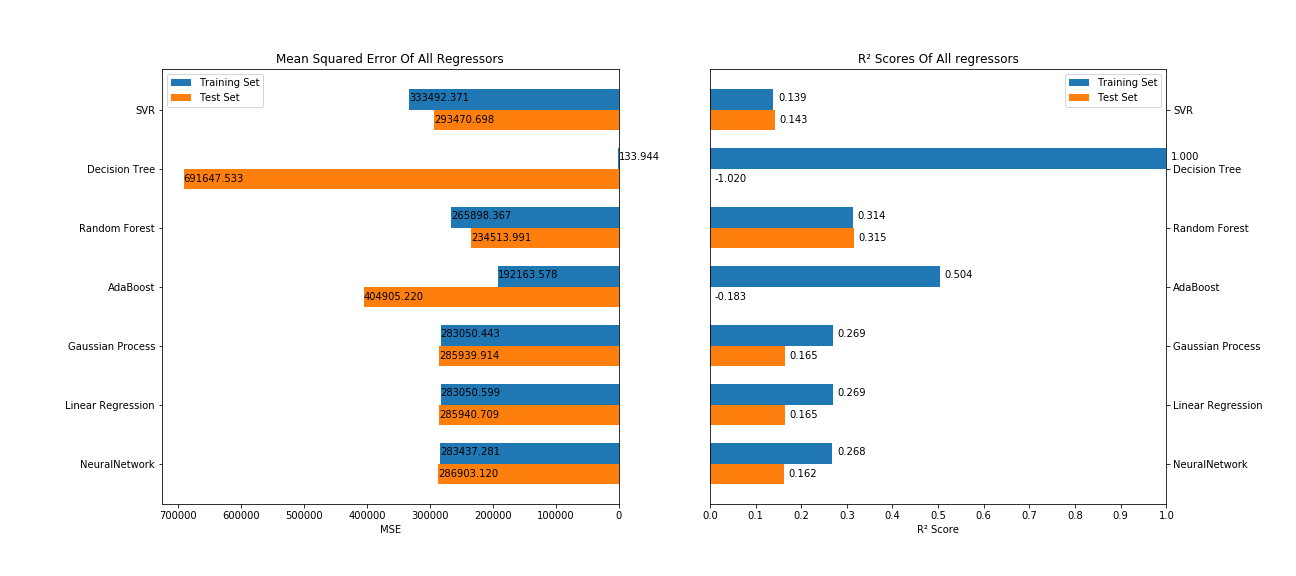 Mean Squared Error Of All Regressors
Training Set
Test Set
SVR
333492.371
293470.698
Decision Tree
133.944
691647.533
Random Forest
265898.367
234513.991
AdaBoost
192163.578
404905.220
Gaussian Process
283050.443
285939.914
Linear Regression
283050.599
285940.709
NeuralNetwork
283437.281
286903.120
700000 600000 500000 400000 300000 200000 100000 0
MSE
R² Scores Of All regressors
Training Set
Test Set
0.139
0.143
SVR
1.000
-1.020
Decision Tree
0.314
0.315
Random Forest
0.504
-0.183
AdaBoost
0.269
0.165
Gaussian Process
0.269
0.165
Linear Regression
0.268
0.162
NeuralNetwork
0.0 0.1 0.2 0.3 0.4 0.5 0.6 0.7 0.8 0.9 1.0
R² Score